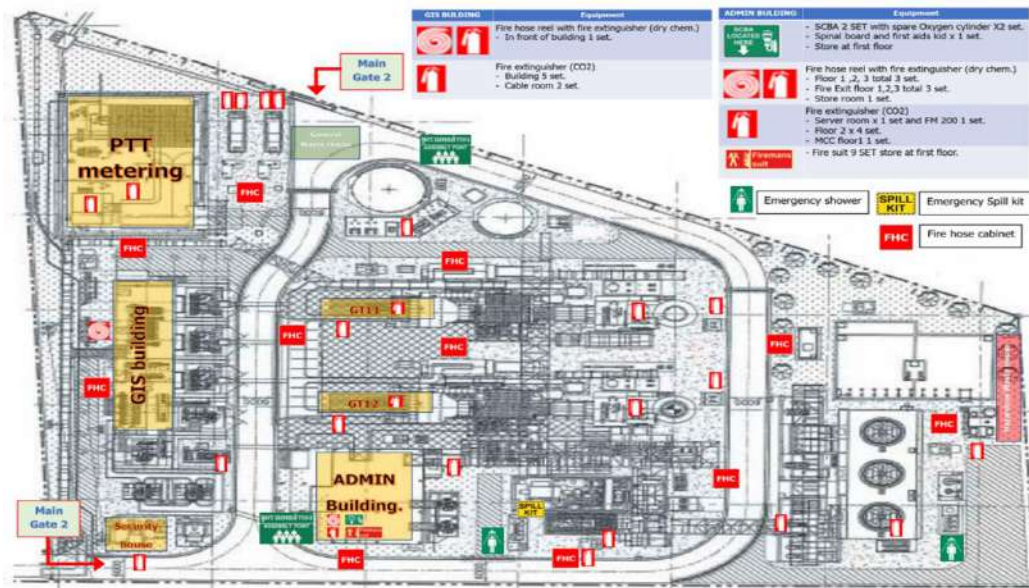 GIS BUILDING
Equipment
Fire hose reel with fire extinguisher (dry chem.)
- In front of building 1 set.
Fire extinguisher (CO2)
- Building 5 set.
- Cable room 2 set.
ADMIN BUILDING
Equipment
SCBA
LOCATED
HERE
- SCBA 2 SET with spare Oxygen cylinder X2 set.
- Spinal board and first aids kid x 1 set.
- Store at first floor
Fire hose reel with fire extinguisher (dry chem.)
- Floor 1 ,2, 3 total 3 set.
- Fire Exit floor 1,2,3 total 3 set.
- Store room 1 set.
Fire extinguisher (CO2)
- Server room x 1 set and FM 200 1 set.
- Floor 2 x 4 set.
- MCC floor1 1 set.
Firemans
suit
- Fire suit 9 SET store at first floor.
Emergency shower
SPILL
KIT
Emergency Spill kit
FHC
Fire hose cabinet
Main
Gate 2
PTT
metering
ASSEMBLY POINT
FHC
FHC
FHC
GT11
FHC
FHC
FHC
GIS building
FHC
GT12
FHC
FHC
ADMIN
Building.
SPILL
KIT
Main
Gate 2
Security
house
ASSEMBLY POINT
FHC
FHC